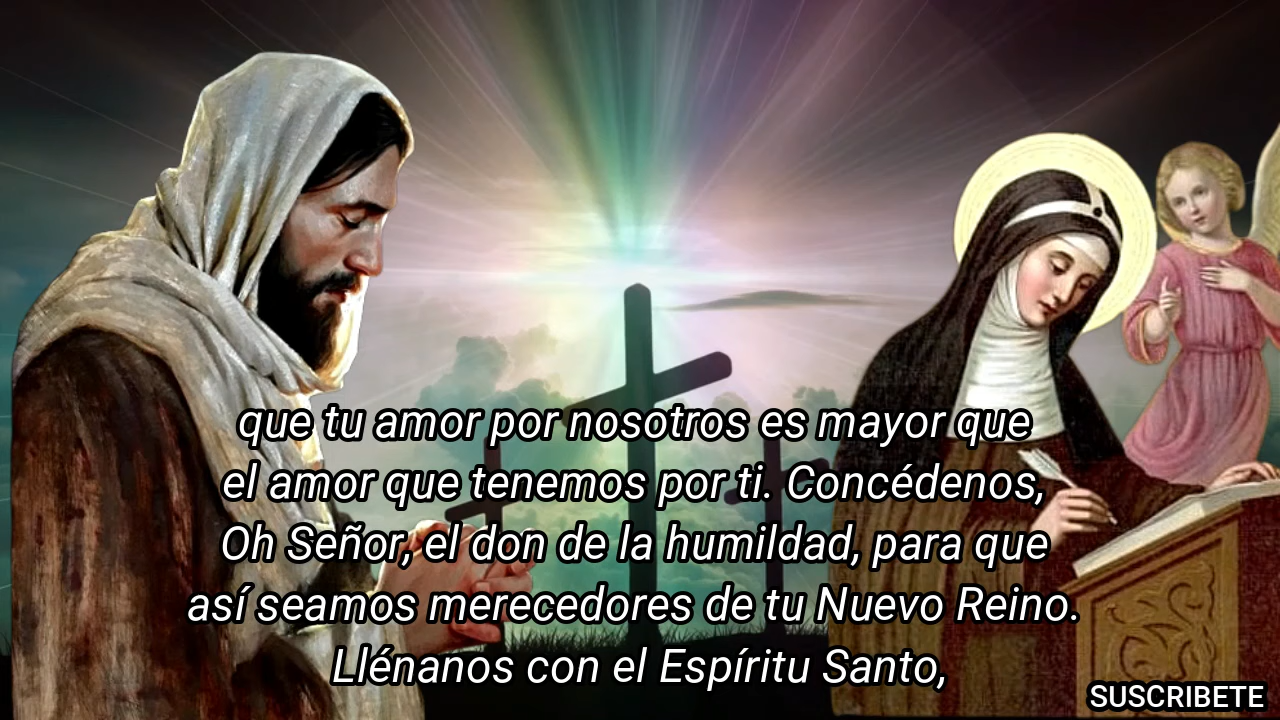 que tu amor por nosotros es mayor que
el amor que tenemos por ti. Concédenos,
Oh Señor, el don de la humildad, para que
así seamos merecedores de tu Nuevo Reino.
Llénanos con el Espíritu Santo,
SUSCRIBETE